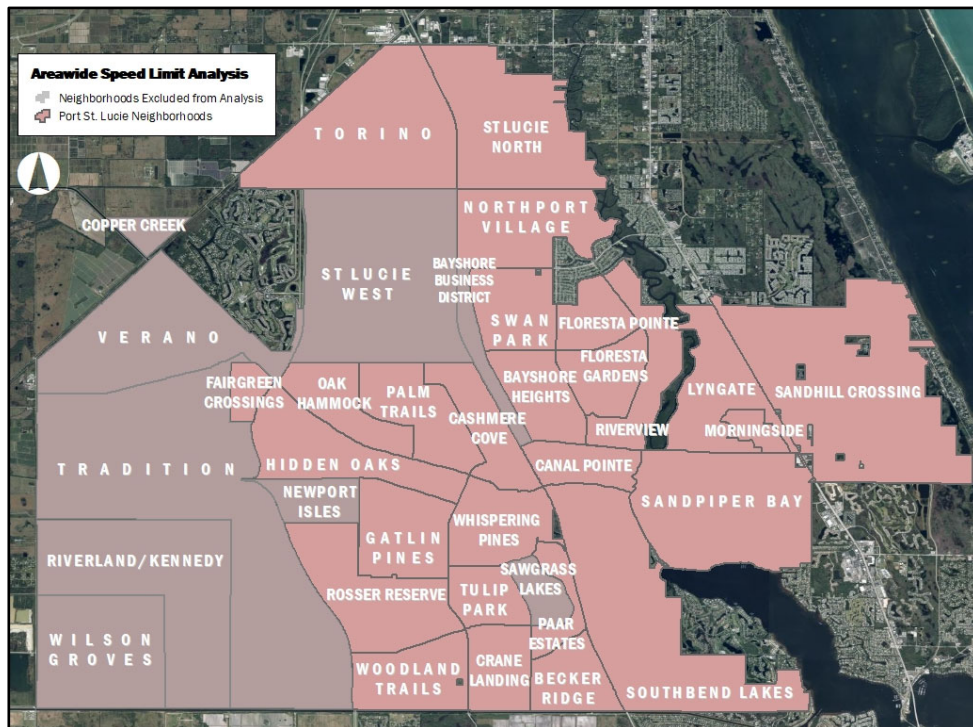 Areawide Speed Limit Analysis
Neighborhoods Excluded from Analysis
Port St. Lucie Neighborhoods
TORINO
ST LUCIE
NORTH
COPPER CREEK
NORTHPORT
VILLAGE
ST LUCIE
WEST
BAYSHORE
BUSINESS
DISTRICT
VERANO
SWAN
PARK
FLORESTA POINTE
FAIRGREEN
CROSSINGS
OAK
HAMMOCK
PALM
TRAILS
BAYSHORE
HEIGHTS
FLORESTA
GARDENS
LYNGATE
SANDHILL CROSSING
CASHMERE
COVE
RIVERVIEW
MORNINGSIDE
TRADITION
HIDDEN OAKS
CANAL POINTE
NEWPORT
ISLES
SANDPIPER BAY
GATLIN
PINES
WHISPERING
PINES
RIVERLAND/KENNEDY
SAWGRASS
LAKES
ROSSER RESERVE
TULIP
PARK
PAAR
ESTATES
WILSON
GROVES
WOODLAND
TRAILS
CRANE
LANDING
BECKER
RIDGE
SOUTHBEND LAKES